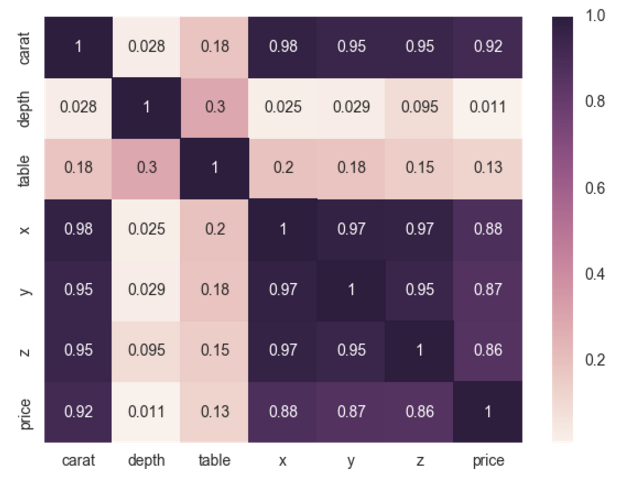 carat 1 0.028 0.18 0.98 0.95 0.95 0.92
depth 0.028 1 0.3 0.025 0.029 0.095 0.011
table 0.18 0.3 1 0.2 0.18 0.15 0.13
x 0.98 0.025 0.2 1 0.97 0.97 0.88
y 0.95 0.029 0.18 0.97 1 0.95 0.87
z 0.95 0.095 0.15 0.97 0.95 1 0.86
price 0.92 0.011 0.13 0.88 0.87 0.86 1
carat depth table x y z price
1.0
0.8
0.6
0.4
0.2